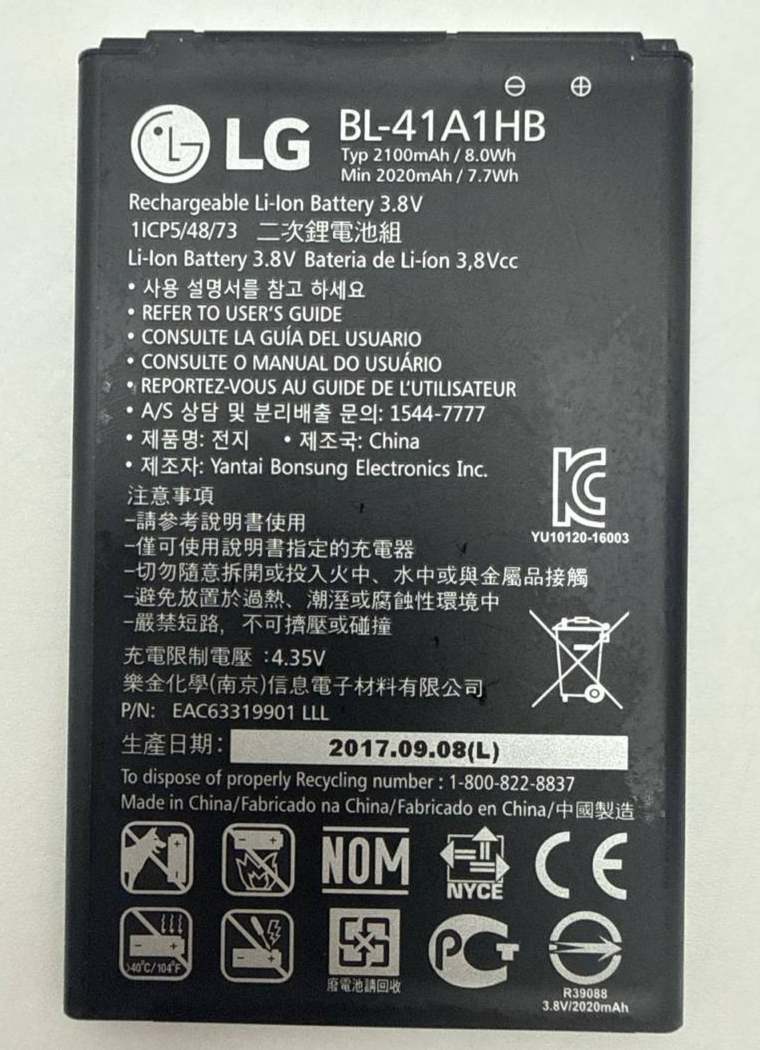 ⊖ ⊕
LG BL-41A1HB
Typ 2100mAh / 8.0Wh
Min 2020mAh / 7.7Wh
Rechargeable Li-Ion Battery 3.8V
1ICP5/48/73 二次鋰電池組
Li-Ion Battery 3.8V Bateria de Li-íon 3,8Vcc
• 사용 설명서를 참고 하세요
• REFER TO USER'S GUIDE
• CONSULTE LA GUÍA DEL USUARIO
• CONSULTE O MANUAL DO USUÁRIO
• REPORTEZ-VOUS AU GUIDE DE L'UTILISATEUR
• A/S 상담 및 분리배출 문의: 1544-7777
• 제품명: 전지 • 제조국: China
• 제조자: Yantai Bonsung Electronics Inc.
注意事項
-請參考說明書使用
-僅可使用說明書指定的充電器
-切勿隨意拆開或投入火中、水中或與金屬品接觸
-避免放置於過熱、潮溼或腐蝕性環境中
-嚴禁短路, 不可擠壓或碰撞
YU10120-16003
充電限制電壓 :4.35V
樂金化學(南京)信息電子材料有限公司
P/N: EAC63319901 LLL
生產日期: 2017.09.08(L)
To dispose of properly Recycling number : 1-800-822-8837
Made in China/Fabricado na China/Fabricado en China/中國製造
NOM NYCE CE
>40°C/104°F 廢電池請回收 PCT
R39088
3.8V/2020mAh